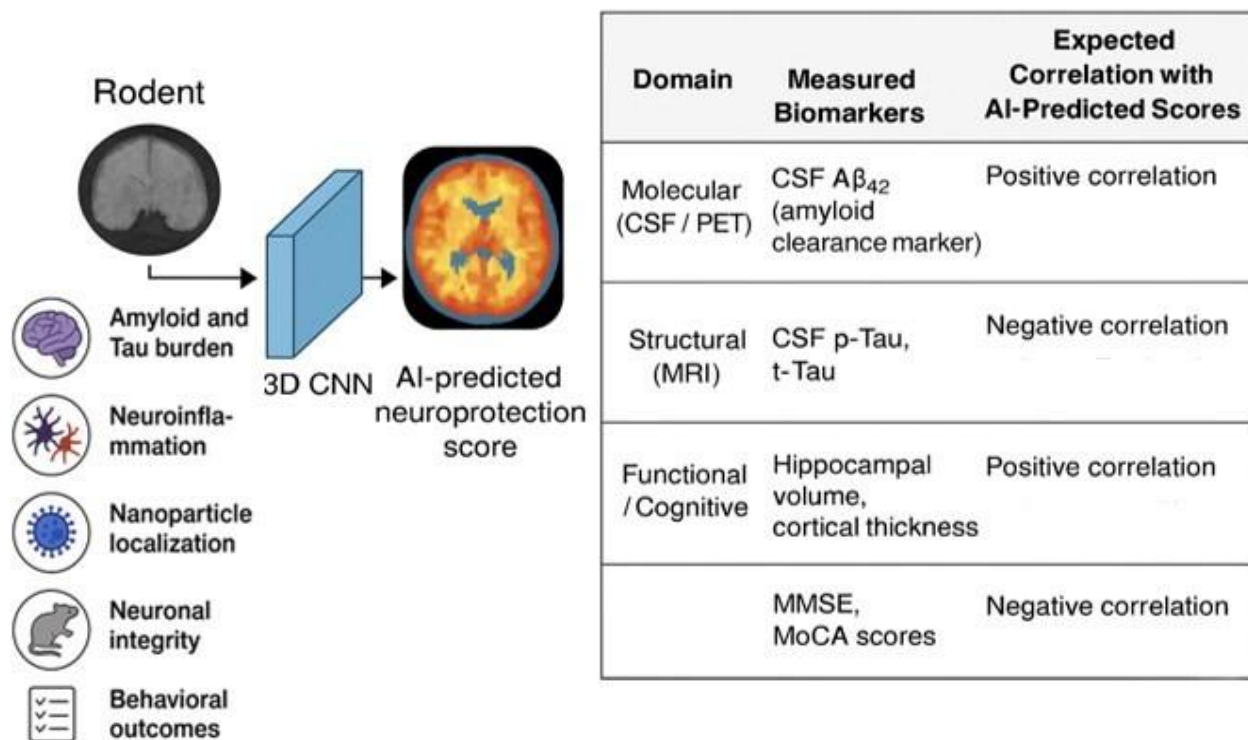 Rodent
Amyloid and
Tau burden
Neuroinfla-
mmation
Nanoparticle
localization
Neuronal
integrity
Behavioral
outcomes
3D CNN
AI-predicted
neuroprotection
score
Domain
Measured
Biomarkers
Expected
Correlation with
AI-Predicted Scores
Molecular
(CSF / PET)
CSF Aβ₄₂
(amyloid
clearance marker)
Positive correlation
Structural
(MRI)
CSF p-Tau,
t-Tau
Negative correlation
Functional
/ Cognitive
Hippocampal
volume,
cortical thickness
Positive correlation
MMSE,
MoCA scores
Negative correlation